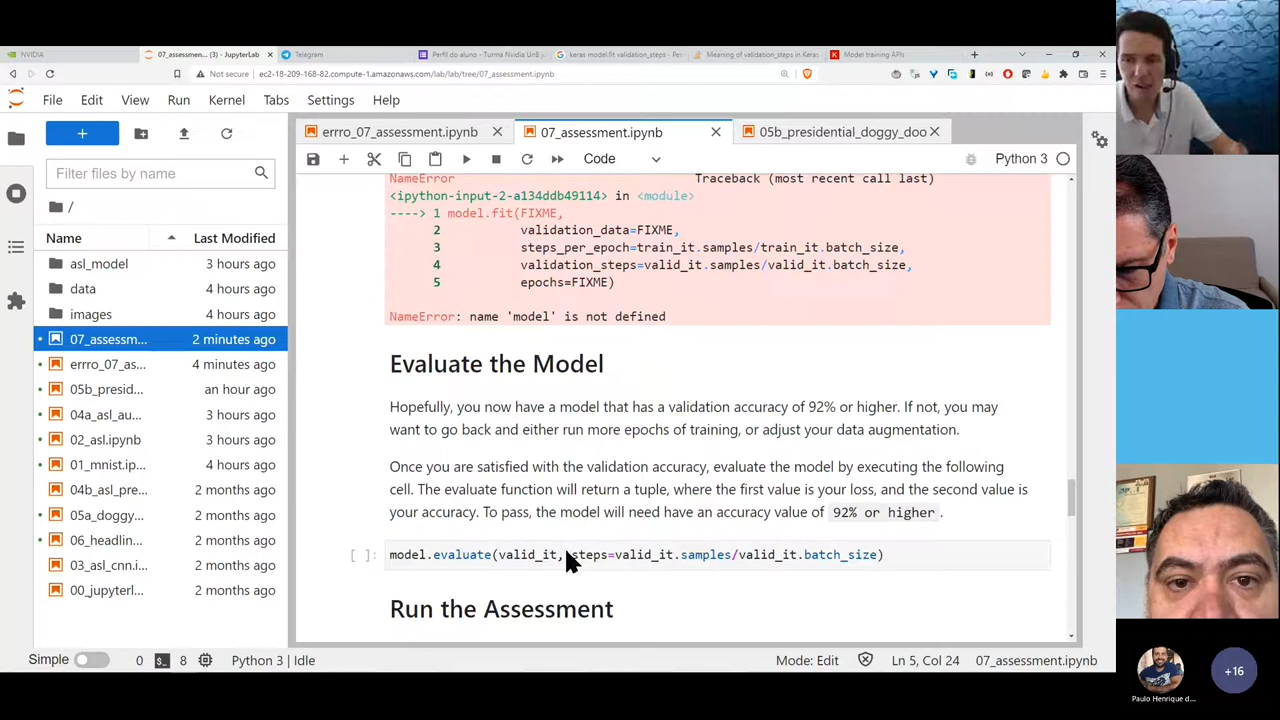 NVIDIA
07_assessment... (3) - JupyterLab
Telegram
Perfil do aluno - Turma Nvidia UnB
keras model.fit validation_steps - Pe
Meaning of validation_steps in Keras
Model training APIs
Not secure
ec2-18-209-168-82.compute-1.amazonaws.com/lab/lab/tree/07_assessment.ipynb
File Edit View Run Kernel Tabs Settings Help
errro_07_assessment.ipynb
07_assessment.ipynb
05b_presidential_doggy_doo
Code
Python 3
Filter files by name
/
Name Last Modified
asl_model 3 hours ago
data 4 hours ago
images 4 hours ago
07_assessm... 2 minutes ago
errro_07_as... 4 minutes ago
05b_presid... an hour ago
04a_asl_au... 3 hours ago
02_asl.ipynb 3 hours ago
01_mnist.ip... 4 hours ago
04b_asl_pre... 2 months ago
05a_doggy... 2 months ago
06_headlin... 2 months ago
03_asl_cnn.i... 2 months ago
00_jupyterl... 2 months ago
NameError Traceback (most recent call last)
<ipython-input-2-a134ddb49114> in <module>
----> 1 model.fit(FIXME,
2 validation_data=FIXME,
3 steps_per_epoch=train_it.samples/train_it.batch_size,
4 validation_steps=valid_it.samples/valid_it.batch_size,
5 epochs=FIXME)
NameError: name 'model' is not defined
Evaluate the Model
Hopefully, you now have a model that has a validation accuracy of 92% or higher. If not, you may
want to go back and either run more epochs of training, or adjust your data augmentation.
Once you are satisfied with the validation accuracy, evaluate the model by executing the following
cell. The evaluate function will return a tuple, where the first value is your loss, and the second value is
your accuracy. To pass, the model will need have an accuracy value of 92% or higher .
[ ]: model.evaluate(valid_it, steps=valid_it.samples/valid_it.batch_size)
Run the Assessment
Simple 0 8 Python 3 | Idle
Mode: Edit Ln 5, Col 24 07_assessment.ipynb
Paulo Henrique d...
+16